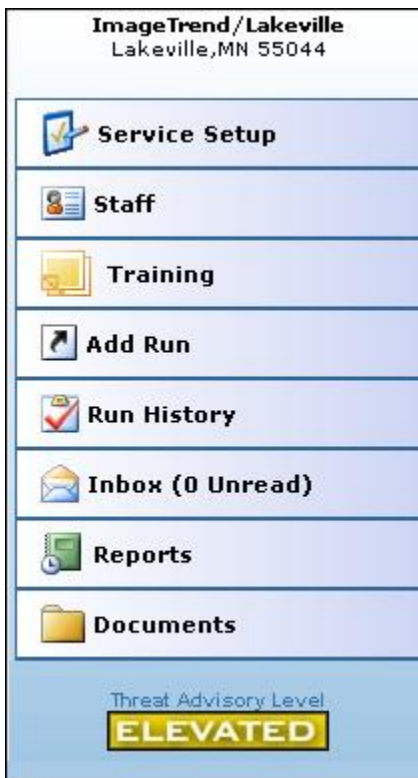 ImageTrend/Lakeville
Lakeville,MN 55044
Service Setup
Staff
Training
Add Run
Run History
Inbox (0 Unread)
Reports
Documents
Threat Advisory Level
ELEVATED